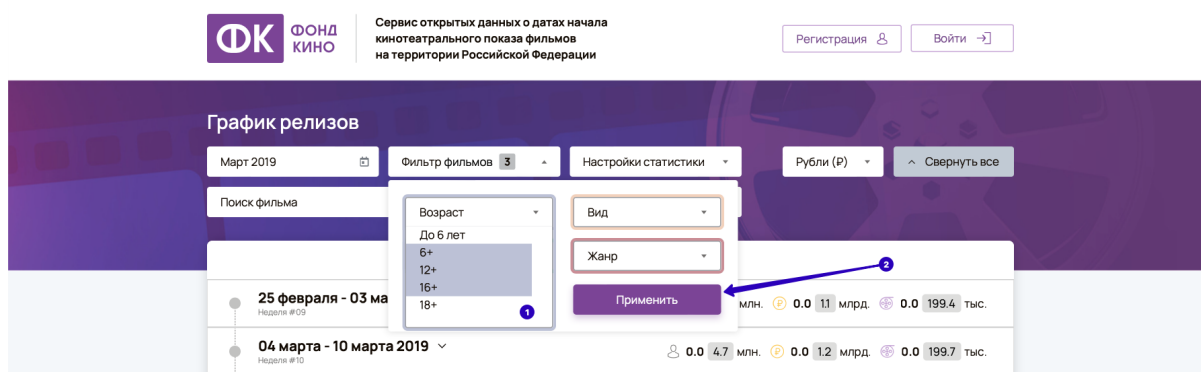 ФК ФОНД КИНО
Сервис открытых данных о датах начала
кинотеатрального показа фильмов
на территории Российской Федерации
Регистрация
Войти
График релизов
Март 2019
Фильтр фильмов 3
Настройки статистики
Рубли (₽)
Свернуть все
Поиск фильма
Возраст
До 6 лет
6+
12+
16+
18+
1
Вид
Жанр
Применить
2
25 февраля - 03 ма
Неделя #09
млн. ₽ 0.0 1.1 млрд. 0.0 199.4 тыс.
04 марта - 10 марта 2019
Неделя #10
0.0 4.7 млн. ₽ 0.0 1.2 млрд. 0.0 199.7 тыс.